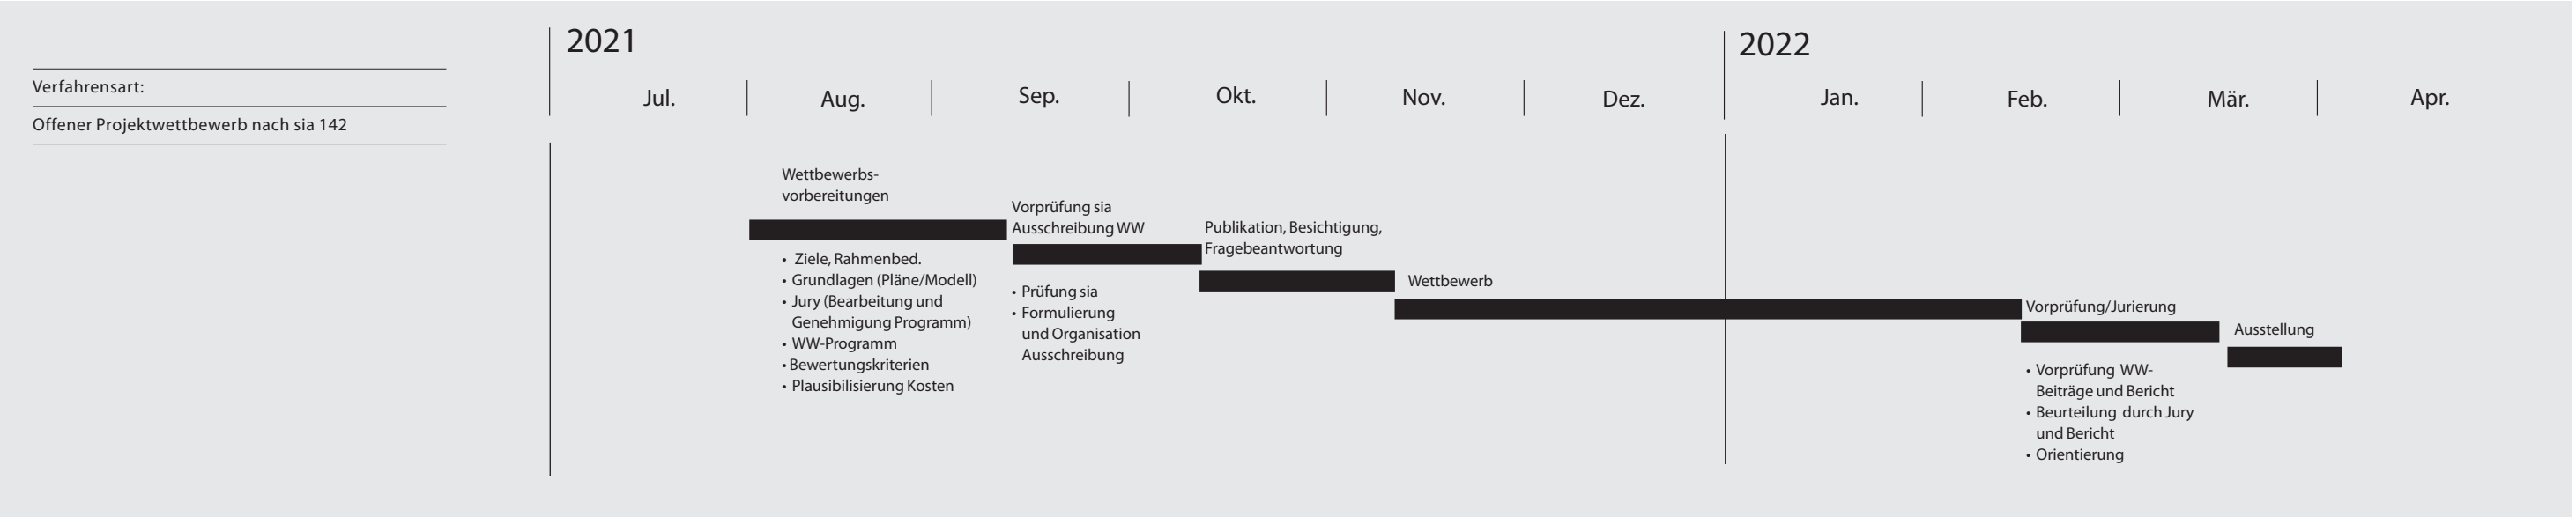 2021
2022
Verfahrensart:
Offener Projektwettbewerb nach sia 142
Jul.
Aug.
Sep.
Okt.
Nov.
Dez.
Jan.
Feb.
Mär.
Apr.
Wettbewerbs-
vorbereitungen
• Ziele, Rahmenbed.
• Grundlagen (Pläne/Modell)
• Jury (Bearbeitung und
Genehmigung Programm)
• WW-Programm
• Bewertungskriterien
• Plausibilisierung Kosten
Vorprüfung sia
Ausschreibung WW
• Prüfung sia
• Formulierung
und Organisation
Ausschreibung
Publikation, Besichtigung,
Fragebeantwortung
Wettbewerb
Vorprüfung/Jurierung
• Vorprüfung WW-
Beiträge und Bericht
• Beurteilung durch Jury
und Bericht
• Orientierung
Ausstellung